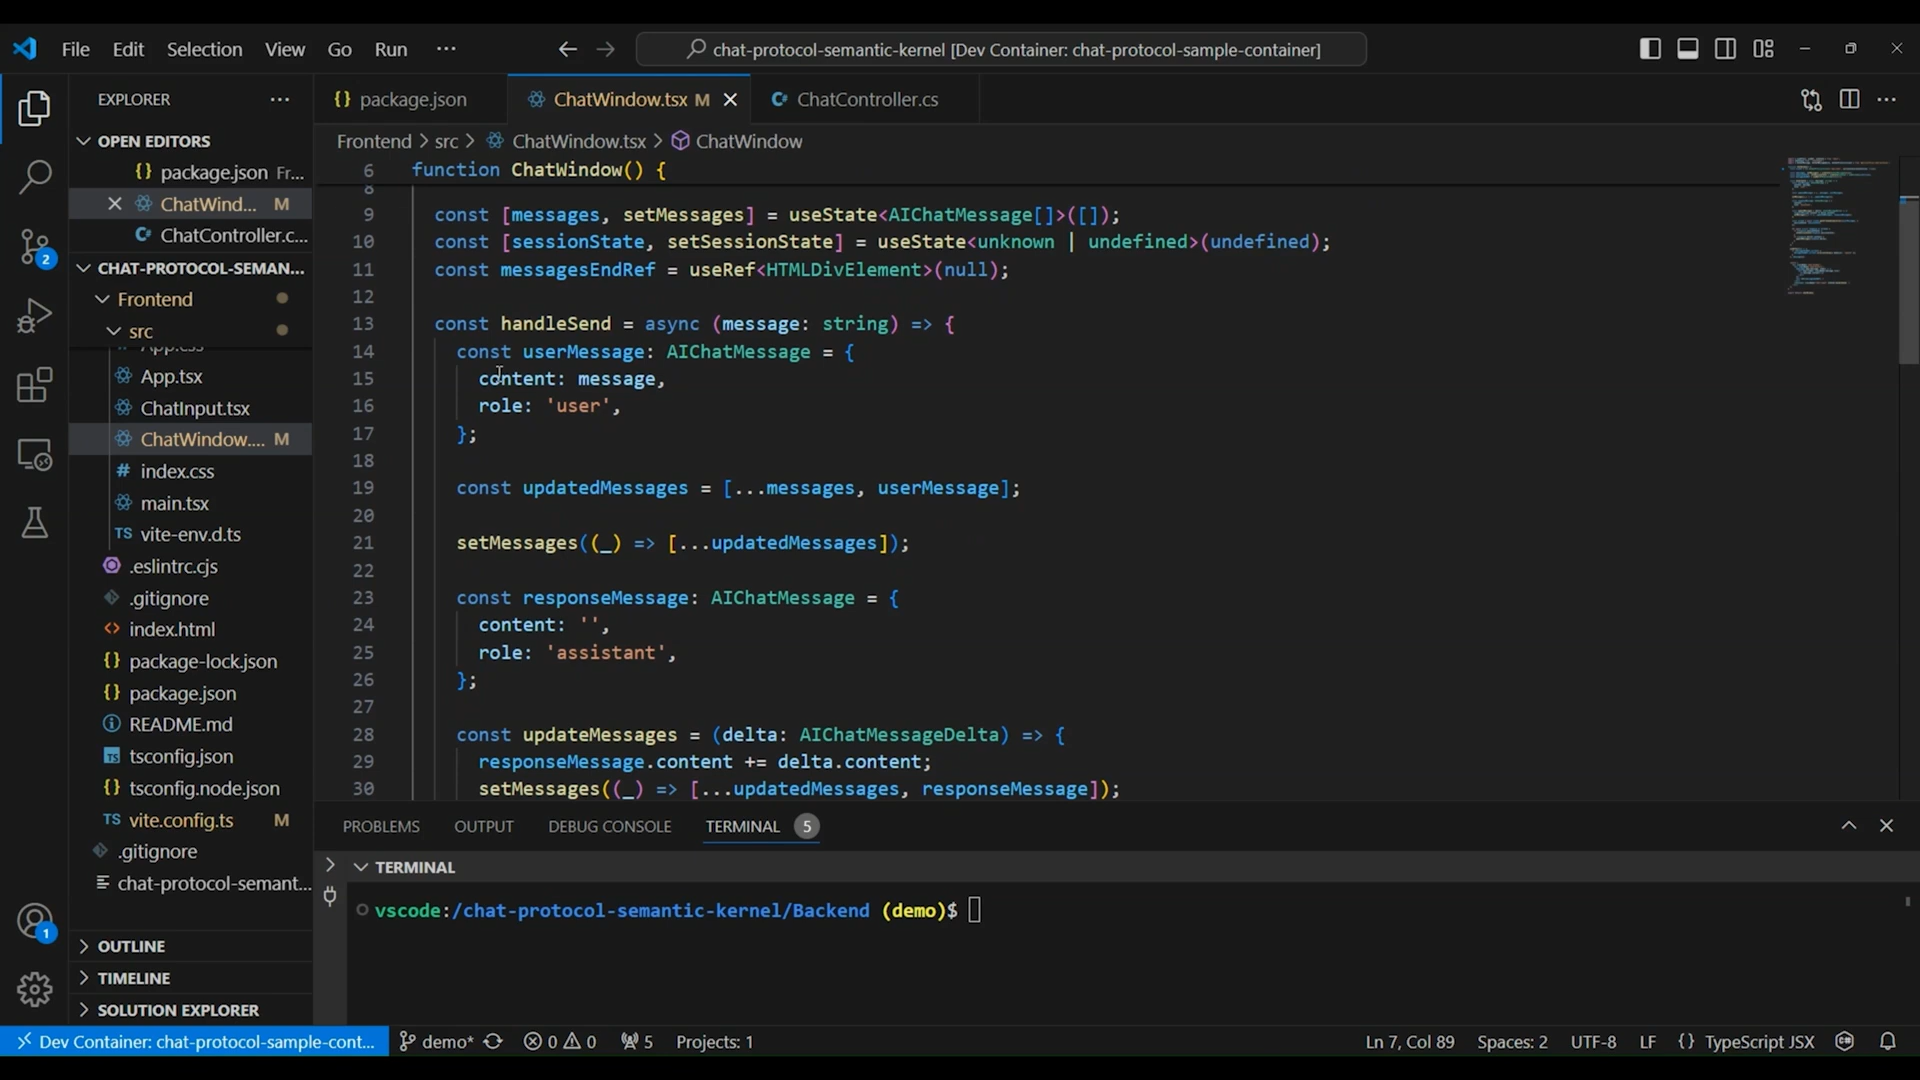 File Edit Selection View Go Run ···
chat-protocol-semantic-kernel [Dev Container: chat-protocol-sample-container]
EXPLORER
{} package.json
ChatWindow.tsx M
C# ChatController.cs
OPEN EDITORS
{} package.json Fr...
ChatWind... M
C# ChatController.c...
CHAT-PROTOCOL-SEMAN...
Frontend
src
App.css
App.tsx
ChatInput.tsx
ChatWindow.... M
# index.css
main.tsx
TS vite-env.d.ts
.eslintrc.cjs
.gitignore
<> index.html
{} package-lock.json
{} package.json
README.md
TS tsconfig.json
{} tsconfig.node.json
TS vite.config.ts M
.gitignore
chat-protocol-semant...
OUTLINE
TIMELINE
SOLUTION EXPLORER
2
1
Frontend > src > ChatWindow.tsx > ChatWindow
6 function ChatWindow() {
8
9 const [messages, setMessages] = useState<AIChatMessage[]>([]);
10 const [sessionState, setSessionState] = useState<unknown | undefined>(undefined);
11 const messagesEndRef = useRef<HTMLDivElement>(null);
12
13 const handleSend = async (message: string) => {
14 const userMessage: AIChatMessage = {
15 content: message,
16 role: 'user',
17 };
18
19 const updatedMessages = [...messages, userMessage];
20
21 setMessages((_) => [...updatedMessages]);
22
23 const responseMessage: AIChatMessage = {
24 content: '',
25 role: 'assistant',
26 };
27
28 const updateMessages = (delta: AIChatMessageDelta) => {
29 responseMessage.content += delta.content;
30 setMessages((_) => [...updatedMessages, responseMessage]);
PROBLEMS OUTPUT DEBUG CONSOLE TERMINAL 5
TERMINAL
vscode:/chat-protocol-semantic-kernel/Backend (demo)$
Dev Container: chat-protocol-sample-cont... demo* 0 0 5 Projects: 1 Ln 7, Col 89 Spaces: 2 UTF-8 LF {} TypeScript JSX